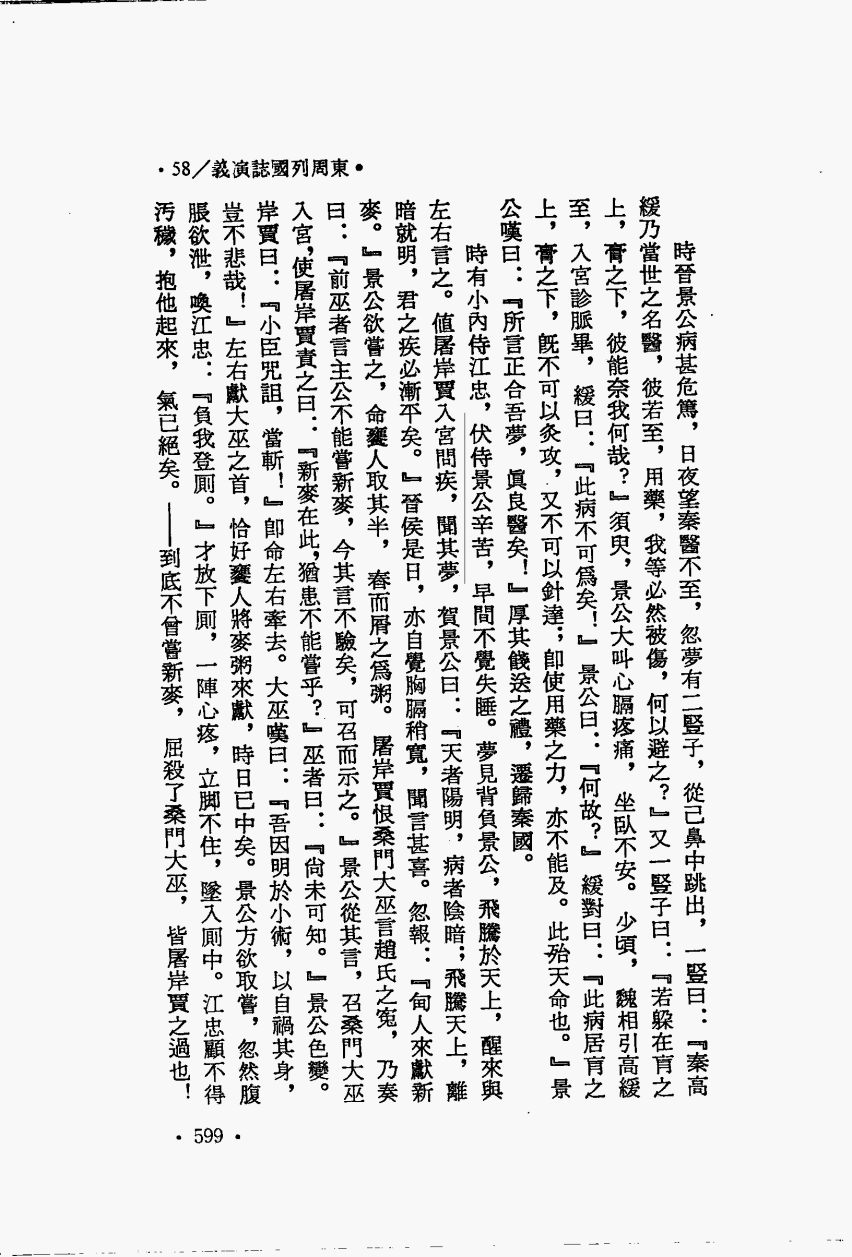 •東周列國誌演義／58•
時晉景公病甚危篤，日夜望秦醫不至，忽夢有二豎子，從己鼻中跳出，一豎曰：『秦高
緩乃當世之名醫，彼若至，用藥，我等必然被傷，何以避之？』又一豎子曰：『若躲在肓之
上，膏之下，彼能奈我何哉？』須臾，景公大叫心膈疼痛，坐臥不安。少頃，魏相引高緩
至，入宮診脈畢，緩曰：『此病不可爲矣！』景公曰：『何故？』緩對曰：『此病居肓之
上，膏之下，旣不可以灸攻，又不可以針達；卽使用藥之力，亦不能及。此殆天命也。』景
公嘆曰：『所言正合吾夢，眞良醫矣！』厚其餞送之禮，遷歸秦國。
時有小內侍江忠，伏侍景公辛苦，早間不覺失睡。夢見背負景公，飛騰於天上，醒來與
左右言之。値屠岸賈入宮問疾，聞其夢，賀景公曰：『天者陽明，病者陰暗；飛騰天上，離
暗就明，君之疾必漸平矣。』晉侯是日，亦自覺胸膈稍寬，聞言甚喜。忽報：『甸人來獻新
麥。』景公欲嘗之，命饔人取其半，舂而屑之爲粥。屠岸賈恨桑門大巫言趙氏之寃，乃奏
曰：『前巫者言主公不能嘗新麥，今其言不驗矣，可召而示之。』景公從其言，召桑門大巫
入宮，使屠岸賈責之曰：『新麥在此，猶患不能嘗乎？』巫者曰：『尙未可知。』景公色變。
岸賈曰：『小臣咒詛，當斬！』卽命左右牽去。大巫嘆曰：『吾因明於小術，以自禍其身，
豈不悲哉！』左右獻大巫之首，恰好饔人將麥粥來獻，時日已中矣。景公方欲取嘗，忽然腹
脹欲泄，喚江忠：『負我登厠。』才放下厠，一陣心疼，立脚不住，墜入厠中。江忠顧不得
汚穢，抱他起來，氣已絕矣。——到底不曾嘗新麥，屈殺了桑門大巫，皆屠岸賈之過也！
•599•